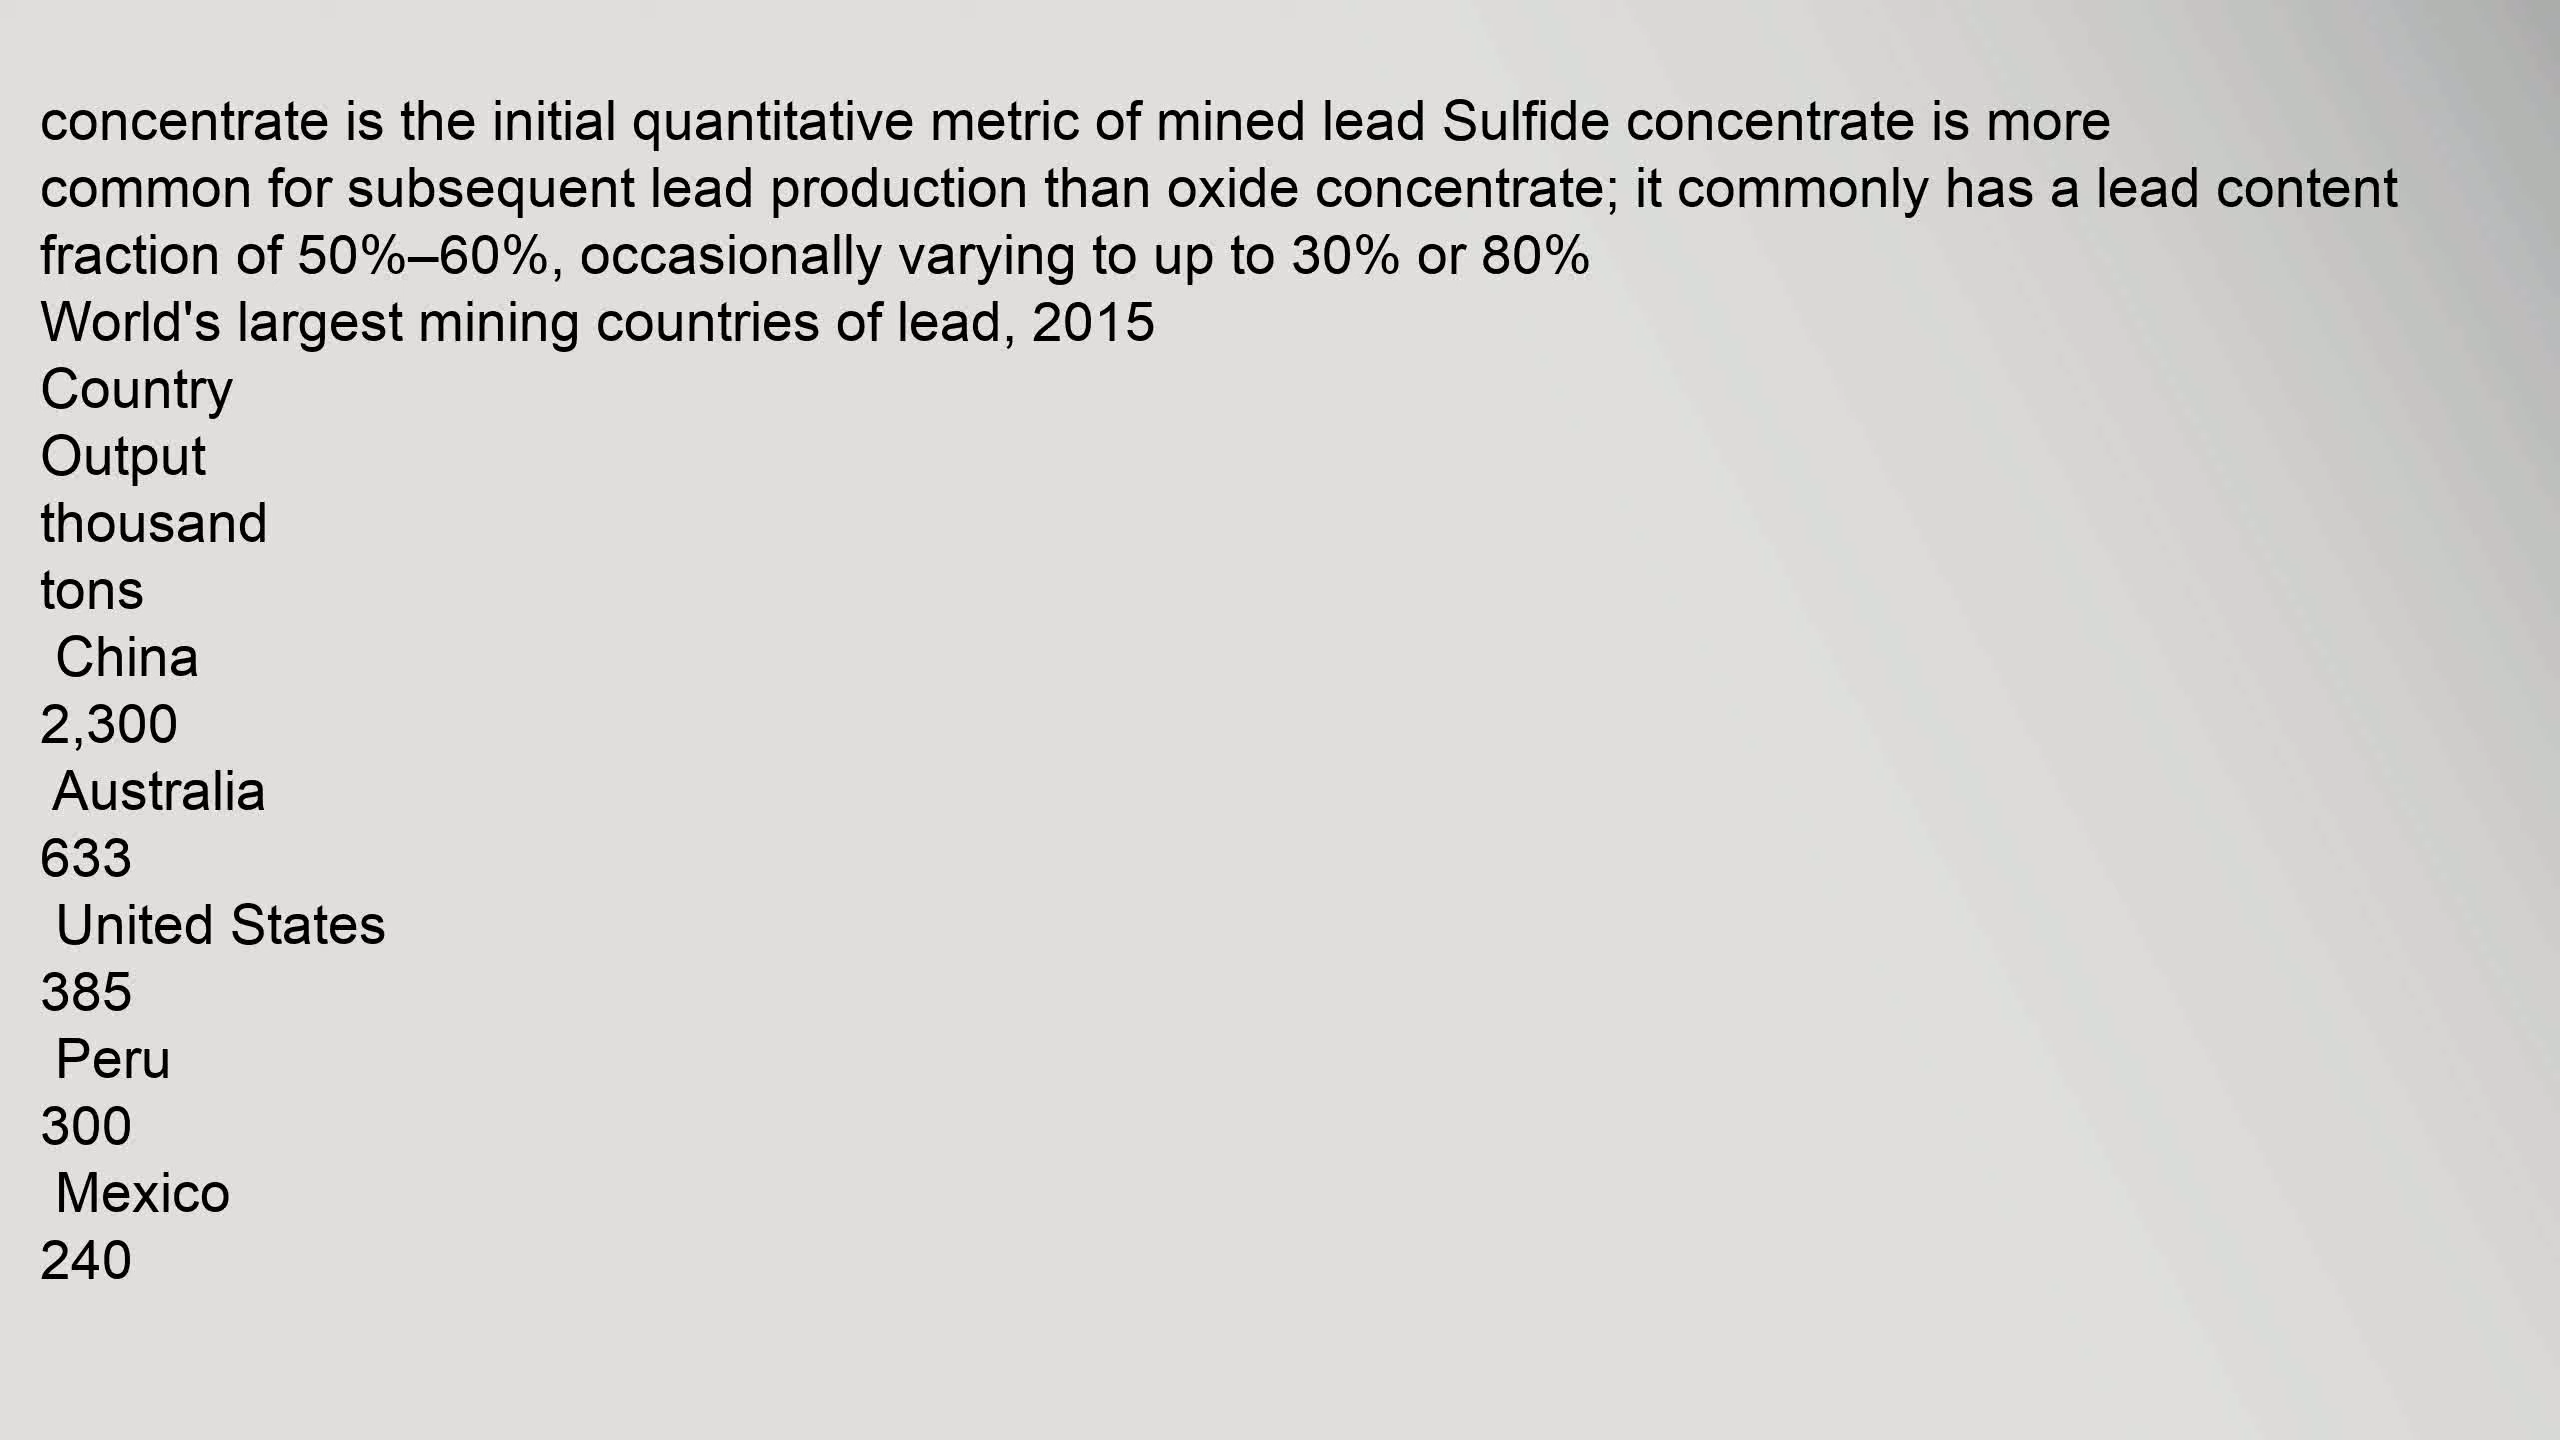 concentrate is the initial quantitative metric of mined lead Sulfide concentrate is more
common for subsequent lead production than oxide concentrate; it commonly has a lead content
fraction of 50%–60%, occasionally varying to up to 30% or 80%
World's largest mining countries of lead, 2015
Country
Output
thousand
tons
China
2,300
Australia
633
United States
385
Peru
300
Mexico
240